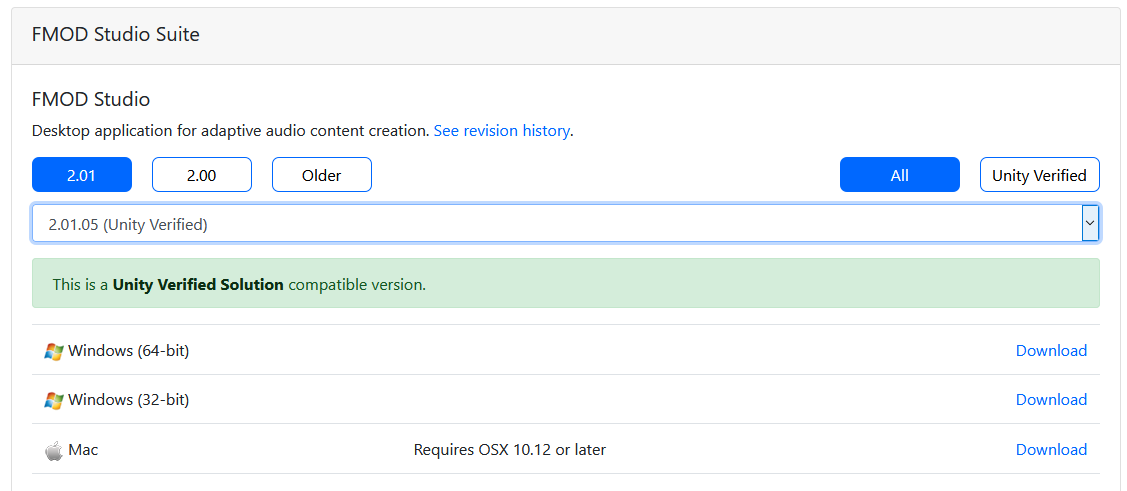 FMOD Studio Suite
FMOD Studio
Desktop application for adaptive audio content creation. See revision history.
2.01 2.00 Older All Unity Verified
2.01.05 (Unity Verified)
This is a Unity Verified Solution compatible version.
Windows (64-bit) Download
Windows (32-bit) Download
Mac Requires OSX 10.12 or later Download